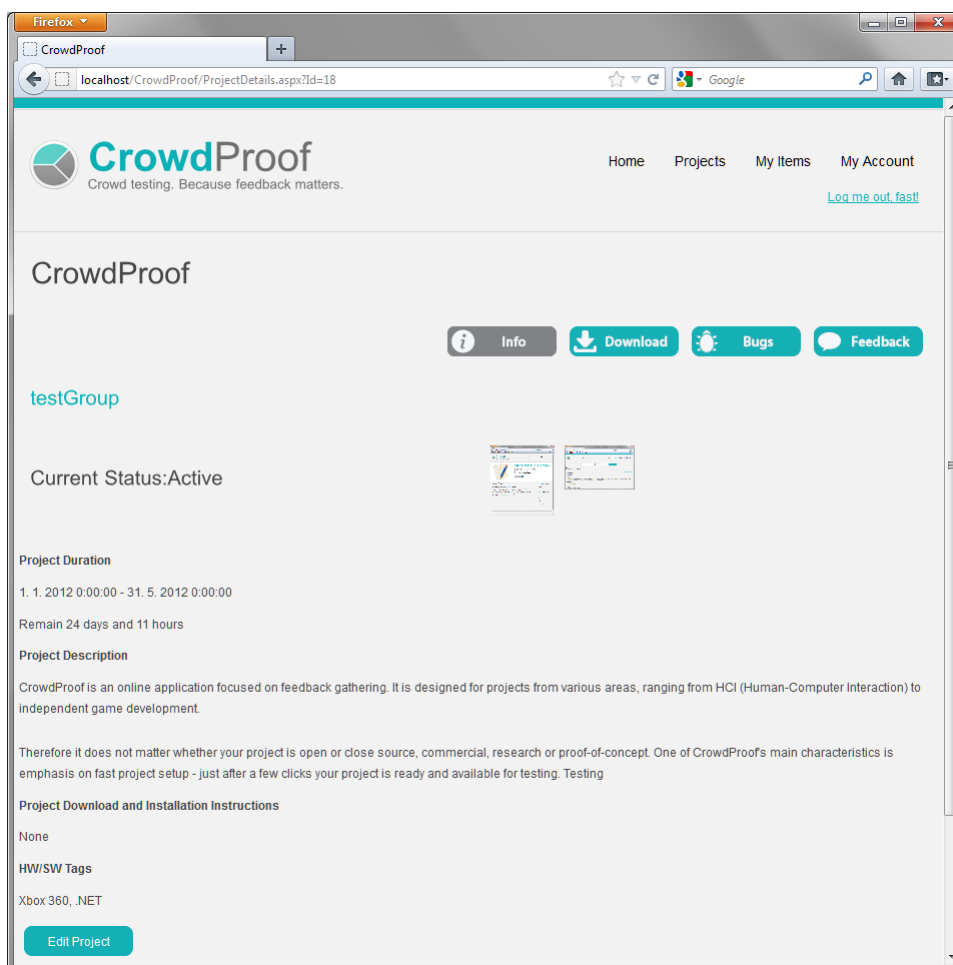 Firefox
CrowdProof
localhost/CrowdProof/ProjectDetails.aspx?Id=18
Google
CrowdProof
Crowd testing. Because feedback matters.
Home Projects My Items My Account
Log me out, fast!
CrowdProof
Info Download Bugs Feedback
testGroup
Current Status:Active
Project Duration
1. 1. 2012 0:00:00 - 31. 5. 2012 0:00:00
Remain 24 days and 11 hours
Project Description
CrowdProof is an online application focused on feedback gathering. It is designed for projects from various areas, ranging from HCI (Human-Computer Interaction) to
independent game development.
Therefore it does not matter whether your project is open or close source, commercial, research or proof-of-concept. One of CrowdProof's main characteristics is
emphasis on fast project setup - just after a few clicks your project is ready and available for testing. Testing
Project Download and Installation Instructions
None
HW/SW Tags
Xbox 360, .NET
Edit Project